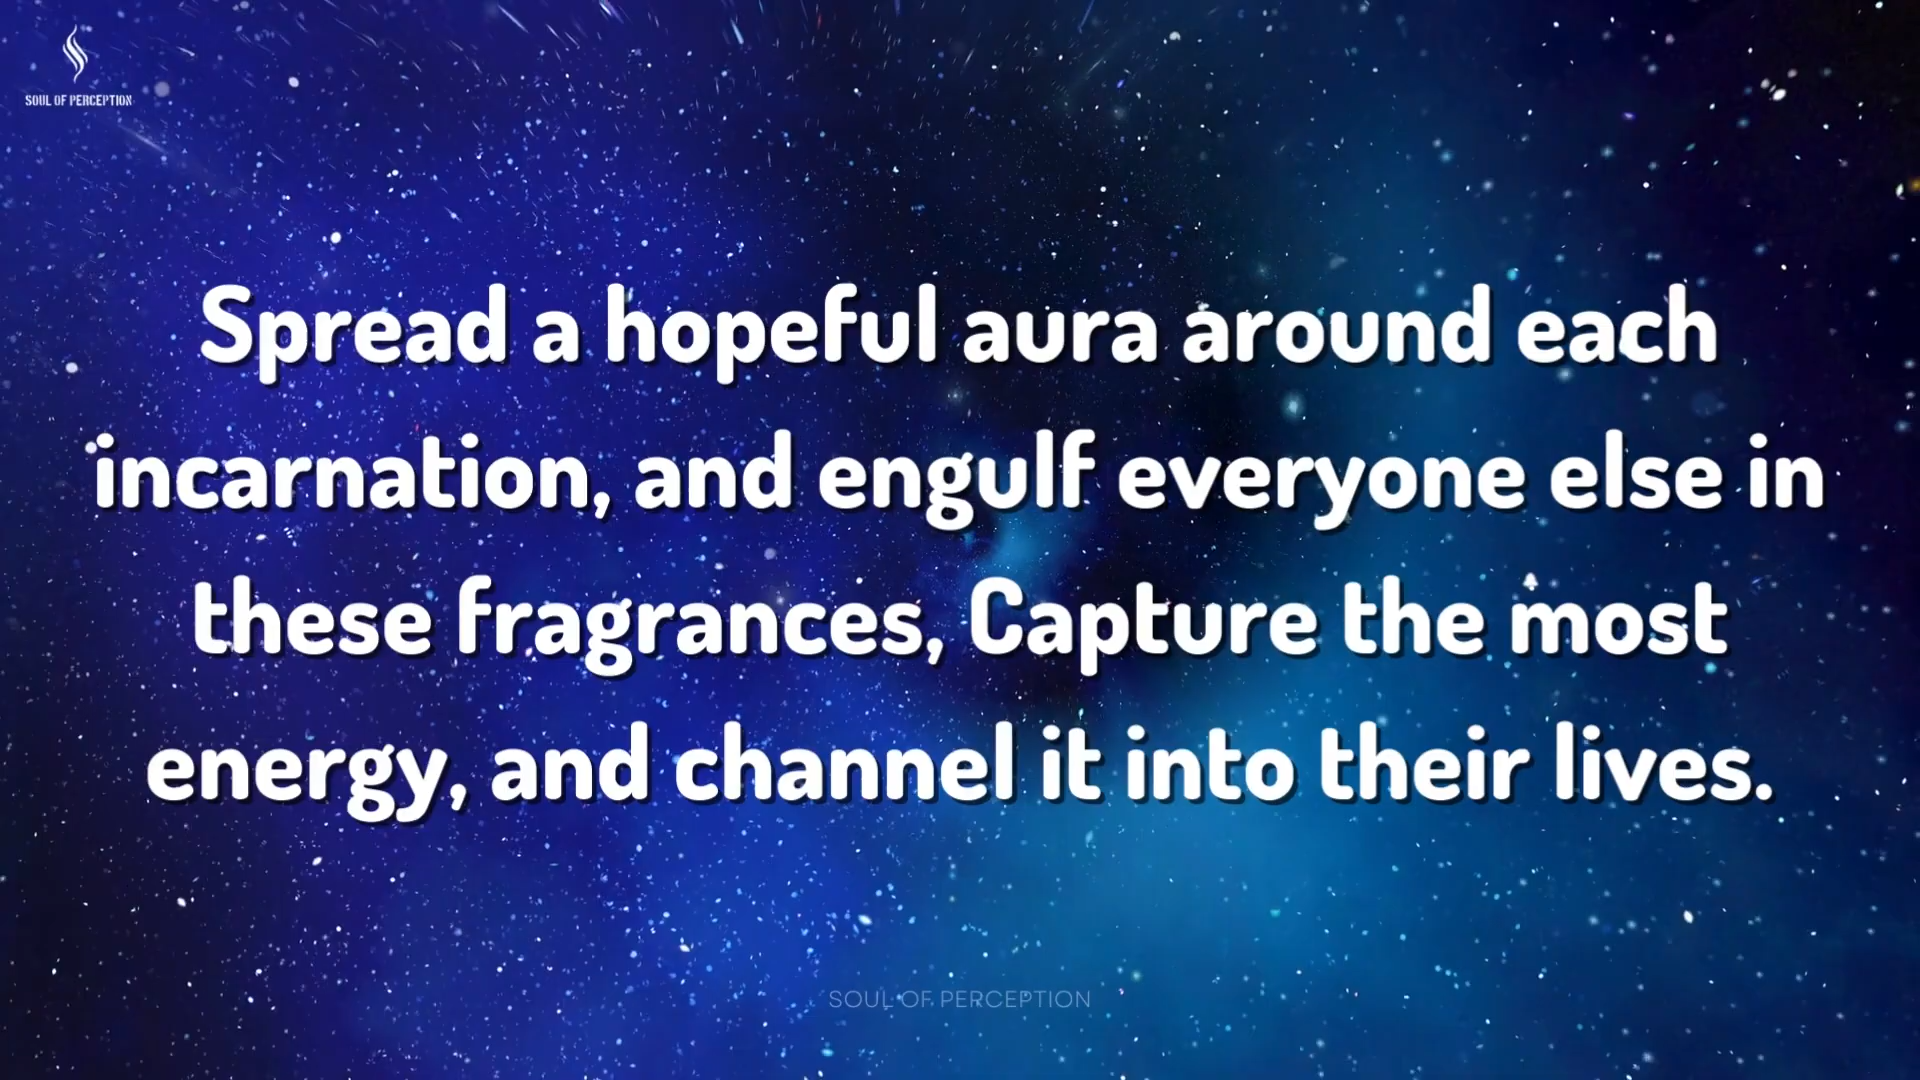 SOUL OF PERCEPTION
Spread a hopeful aura around each
incarnation, and engulf everyone else in
these fragrances, Capture the most
energy, and channel it into their lives.
SOUL OF PERCEPTION